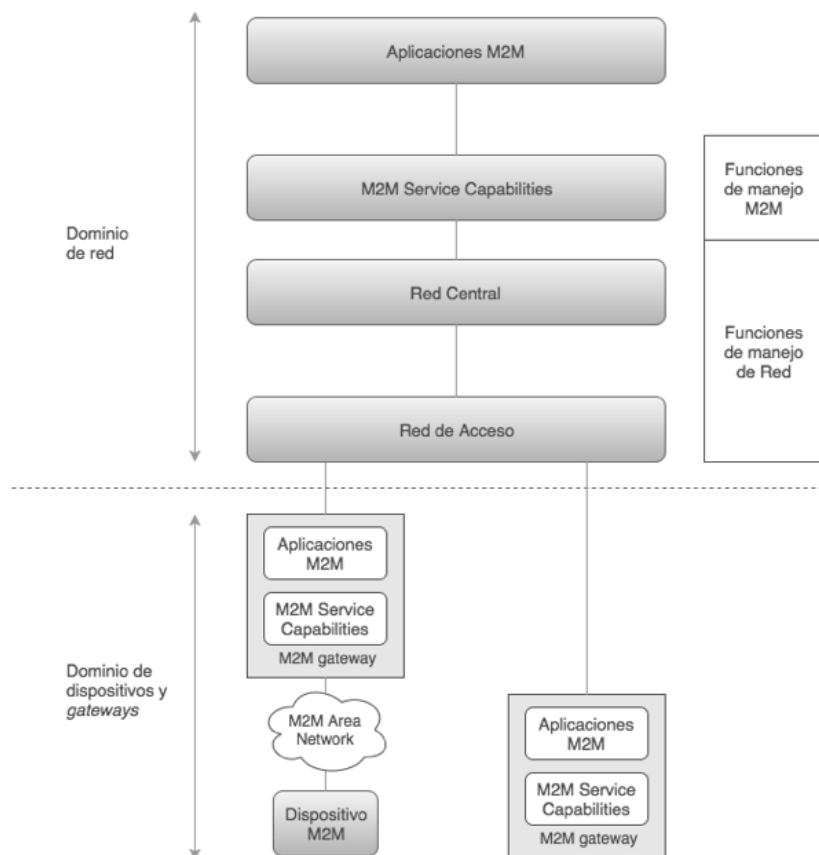 Aplicaciones M2M
M2M Service Capabilities
Funciones
de manejo
M2M
Dominio
de red
Red Central
Funciones
de manejo
de Red
Red de Acceso
Aplicaciones
M2M
M2M Service
Capabilities
M2M gateway
Dominio de
dispositivos y
gateways
M2M Area
Network
Dispositivo
M2M
Aplicaciones
M2M
M2M Service
Capabilities
M2M gateway